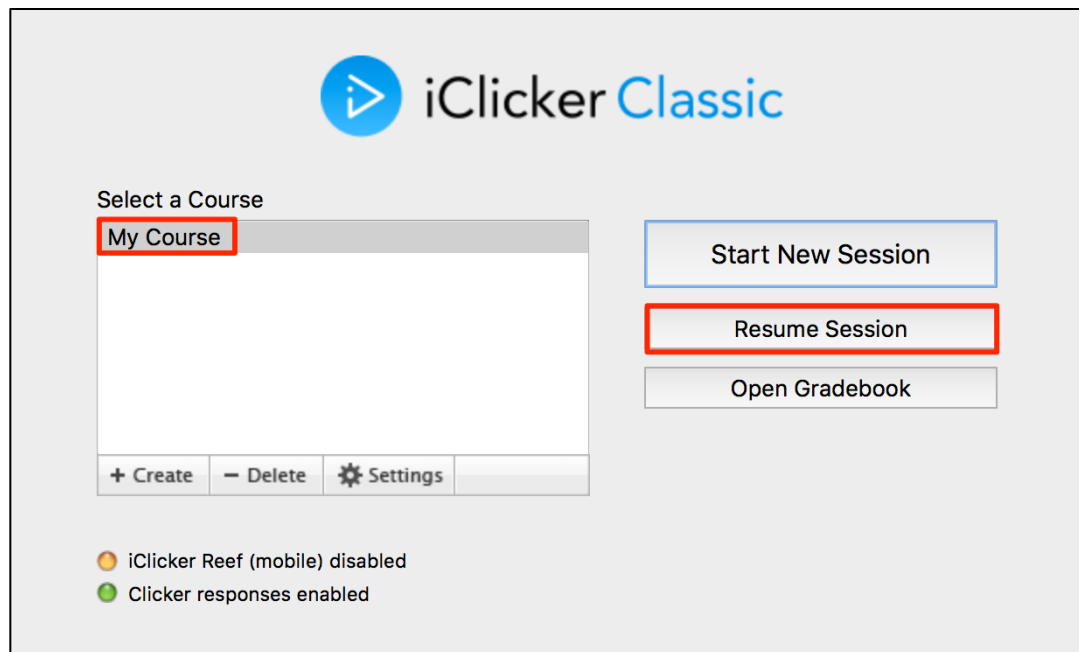 iClicker Classic
Select a Course
My Course
Start New Session
Resume Session
Open Gradebook
+ Create
− Delete
Settings
iClicker Reef (mobile) disabled
Clicker responses enabled